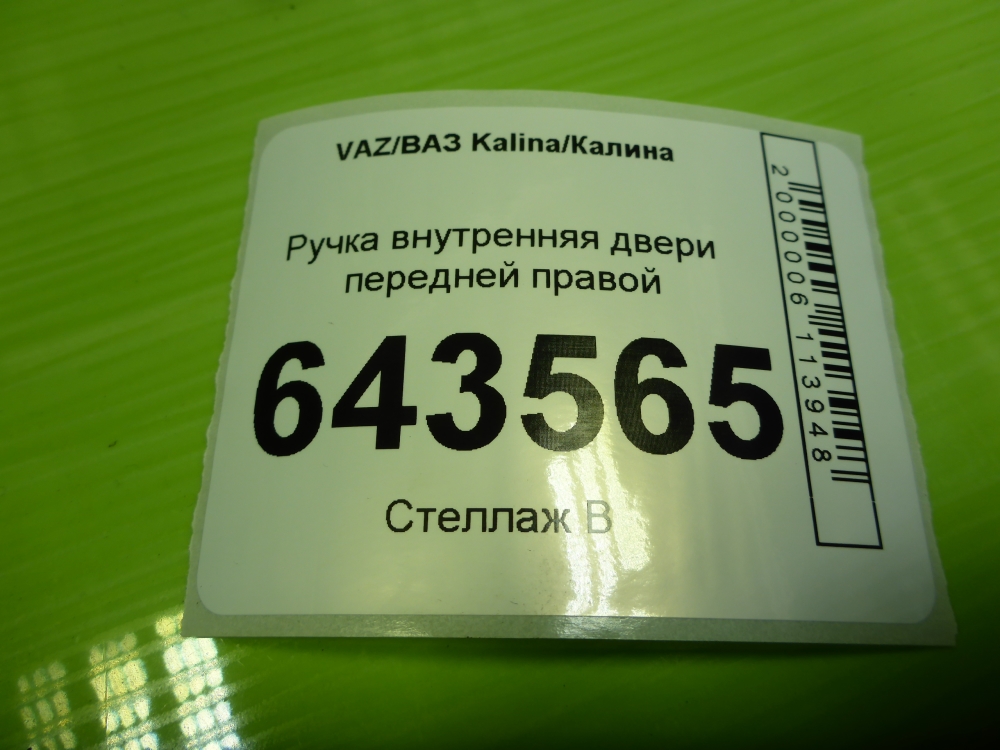 VAZ/ВАЗ Kalina/Калина
Ручка внутренняя двери
передней правой
643565
Стеллаж В
2000006113948